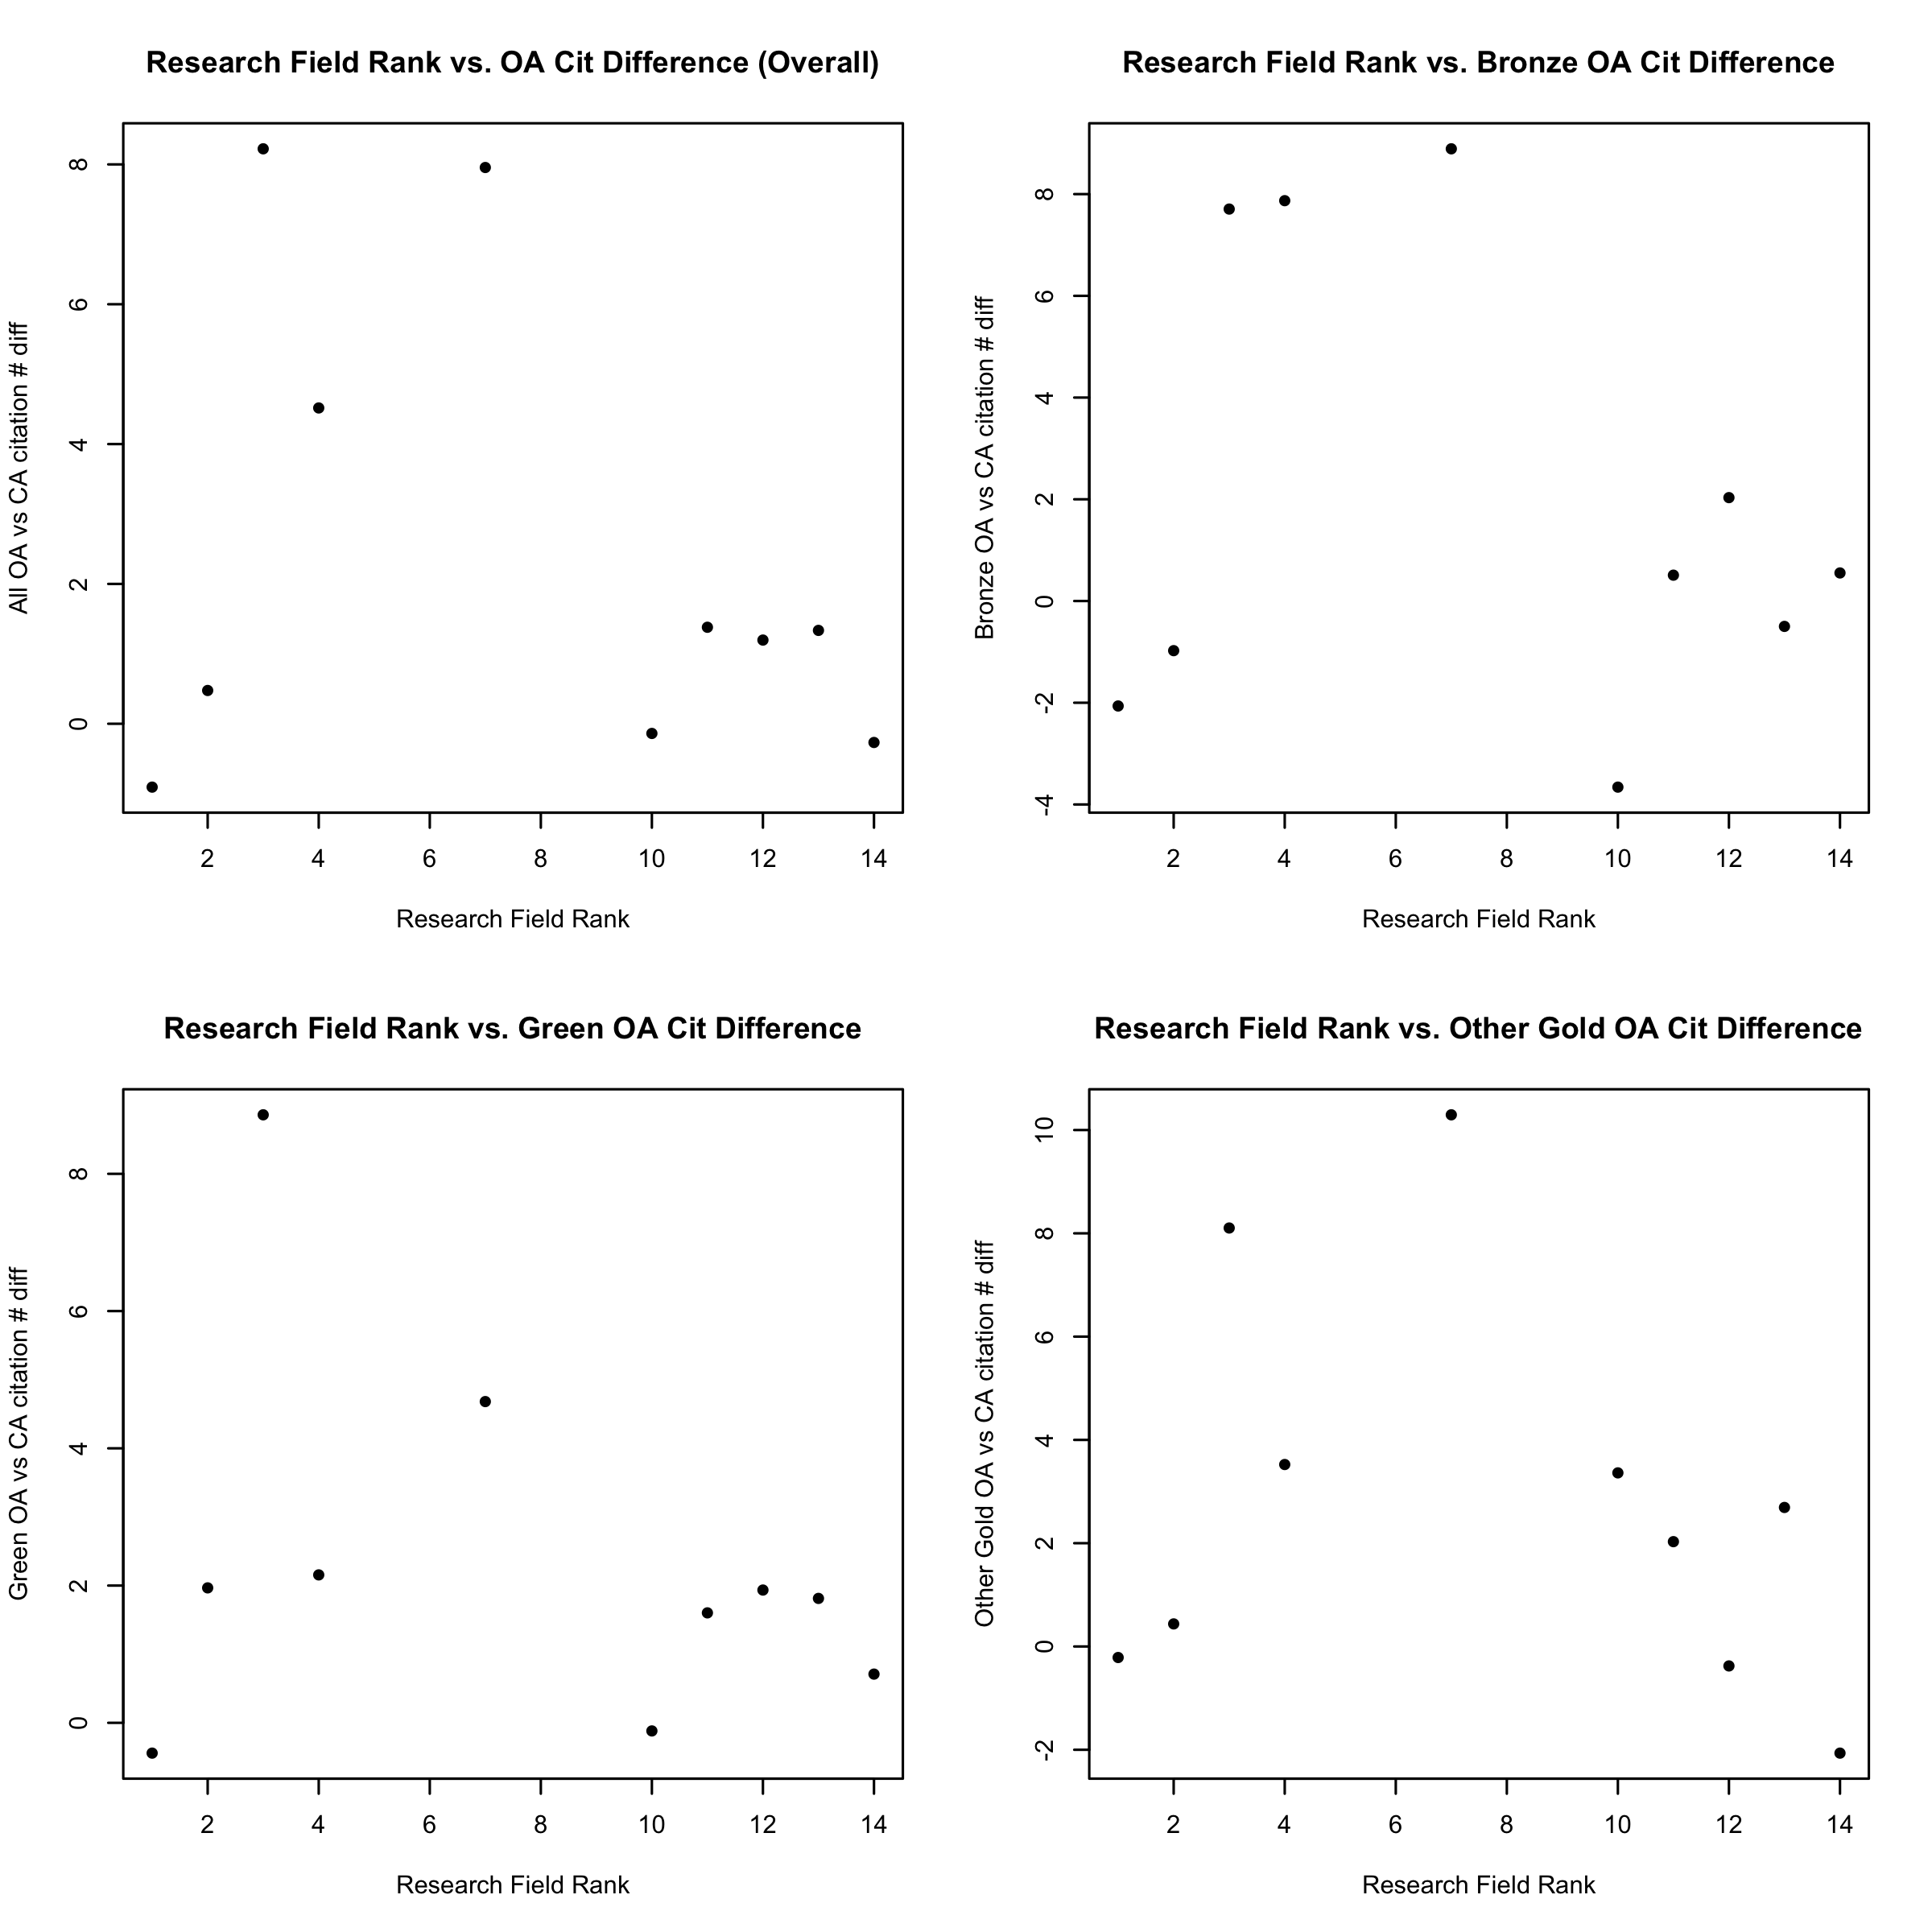 Research Field Rank vs. OA Cit Difference (Overall)
All OA vs CA citation # diff
8
6
4
2
0
2 4 6 8 10 12 14
Research Field Rank
Research Field Rank vs. Bronze OA Cit Difference
Bronze OA vs CA citation # diff
8
6
4
2
0
-2
-4
2 4 6 8 10 12 14
Research Field Rank
Research Field Rank vs. Green OA Cit Difference
Green OA vs CA citation # diff
8
6
4
2
0
2 4 6 8 10 12 14
Research Field Rank
Research Field Rank vs. Other Gold OA Cit Difference
Other Gold OA vs CA citation # diff
10
8
6
4
2
0
-2
2 4 6 8 10 12 14
Research Field Rank